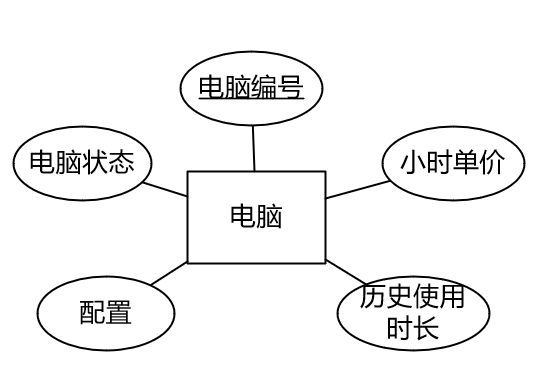 电脑编号
电脑状态
小时单价
电脑
配置
历史使用
时长